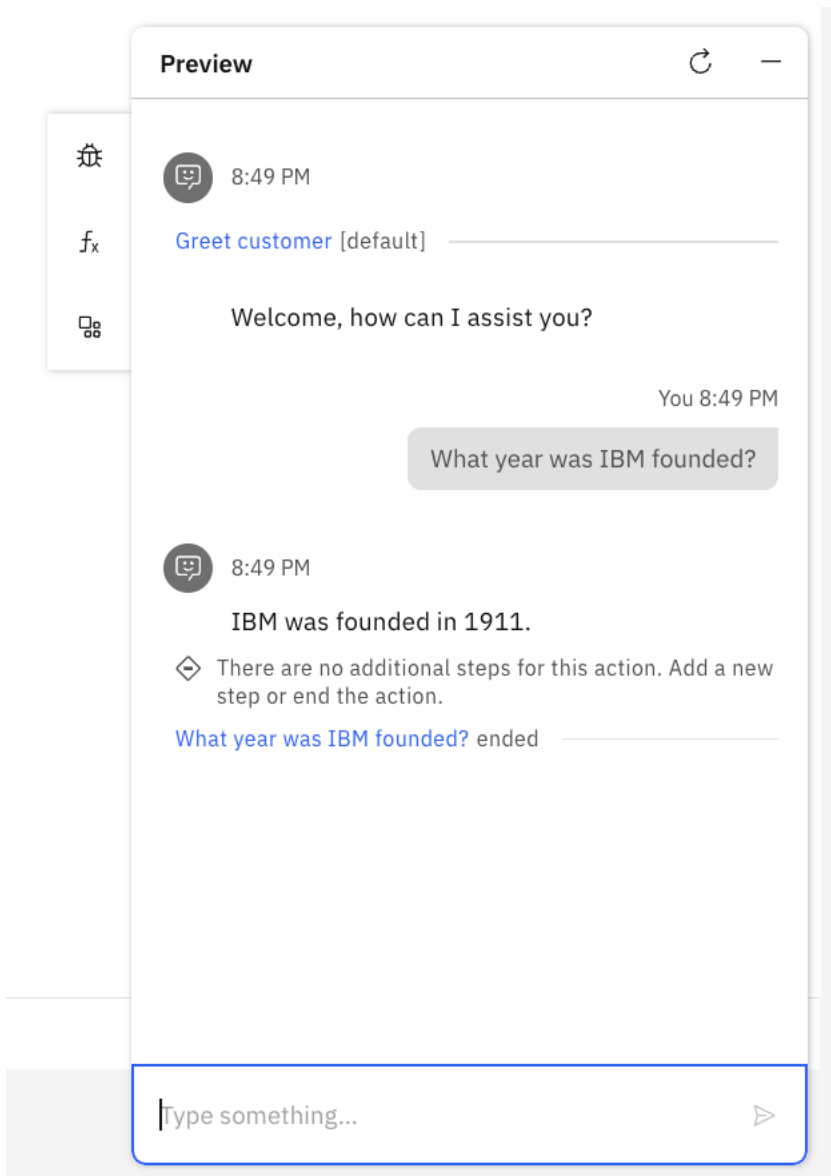 Preview
8:49 PM
fx
Greet customer [default]
Welcome, how can I assist you?
You 8:49 PM
What year was IBM founded?
8:49 PM
IBM was founded in 1911.
There are no additional steps for this action. Add a new
step or end the action.
What year was IBM founded? ended
Type something...